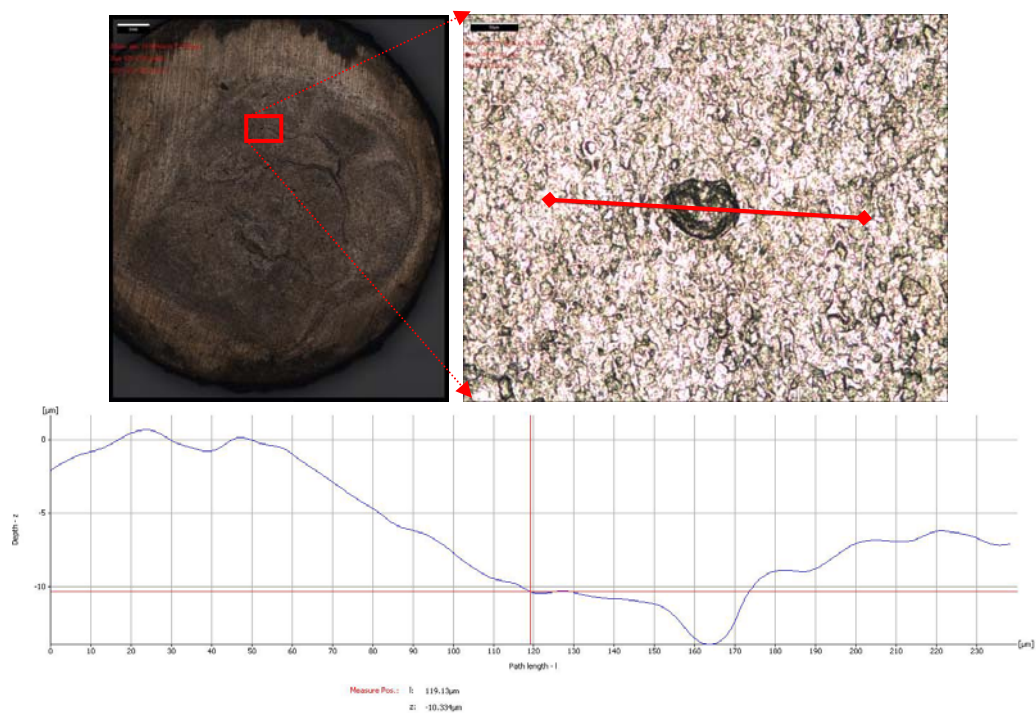 [µm]
0
-5
-10
Depth - z
0 10 20 30 40 50 60 70 80 90 100 110 120 130 140 150 160 170 180 190 200 210 220 230 [µm]
Path length - l
Measure Pos.: l: 119.13µm
z: -10.334µm